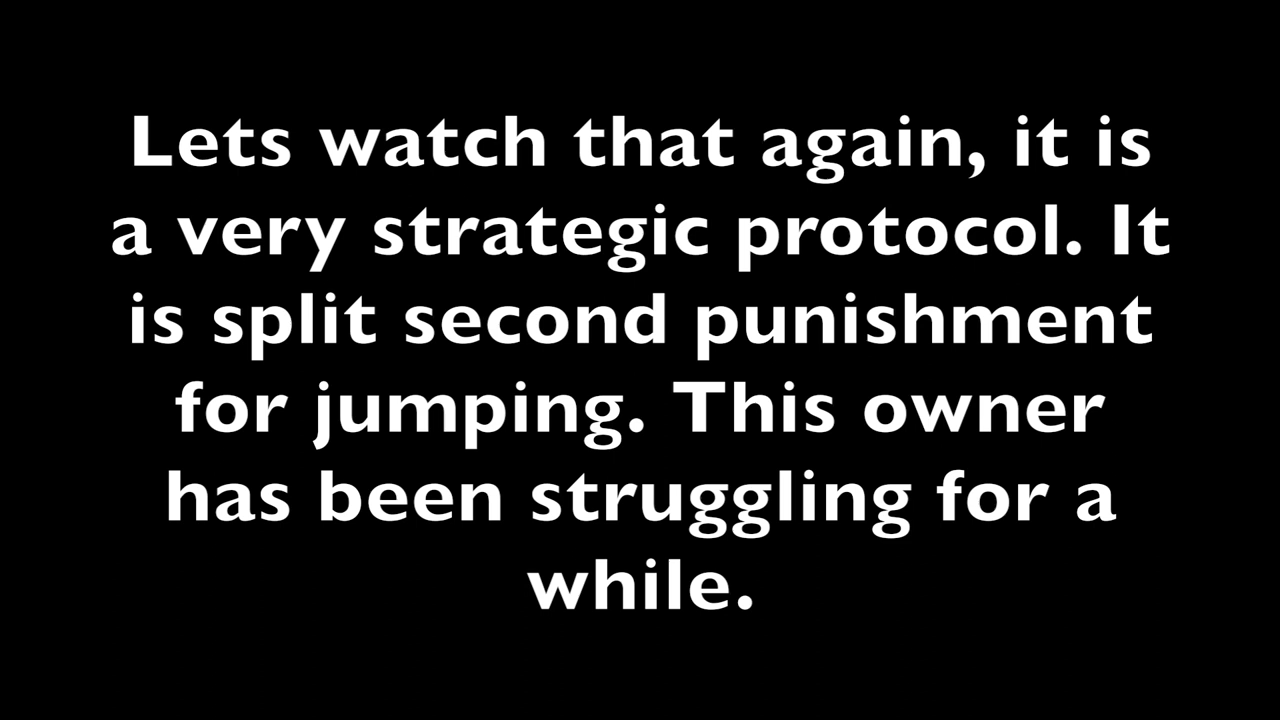 Lets watch that again, it is
a very strategic protocol. It
is split second punishment
for jumping. This owner
has been struggling for a
while.